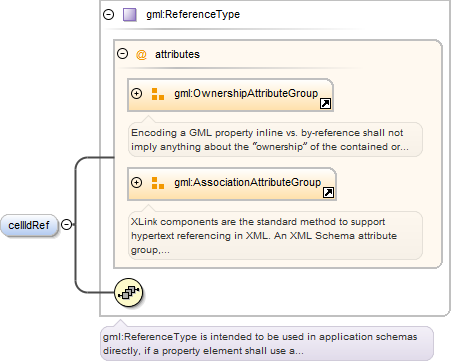 gml:ReferenceType
@ attributes
gml:OwnershipAttributeGroup
Encoding a GML property inline vs. by-reference shall not
imply anything about the "ownership" of the contained or...
gml:AssociationAttributeGroup
XLink components are the standard method to support
hypertext referencing in XML. An XML Schema attribute
group,...
cellIdRef
gml:ReferenceType is intended to be used in application schemas
directly, if a property element shall use a...